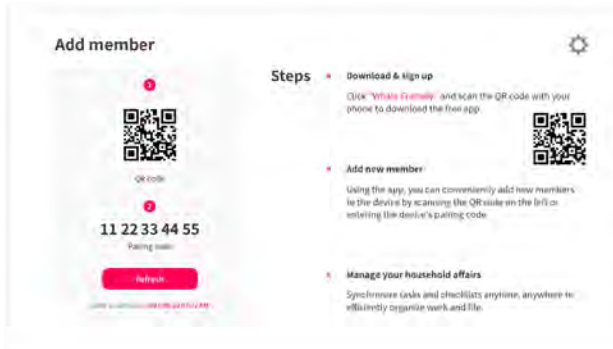 Add member
1
QR code
2
11 22 33 44 55
Pairing code
Refresh
Steps
Download & sign up
Click "Whale Friendly" and scan the QR code with your
phone to download the free app.
Add new member
Using the app, you can conveniently add new members
to the device by scanning the QR code on the left or
entering the device's pairing code
Manage your household affairs
Synchronize tasks and checklists anytime, anywhere to
efficiently organize work and life.